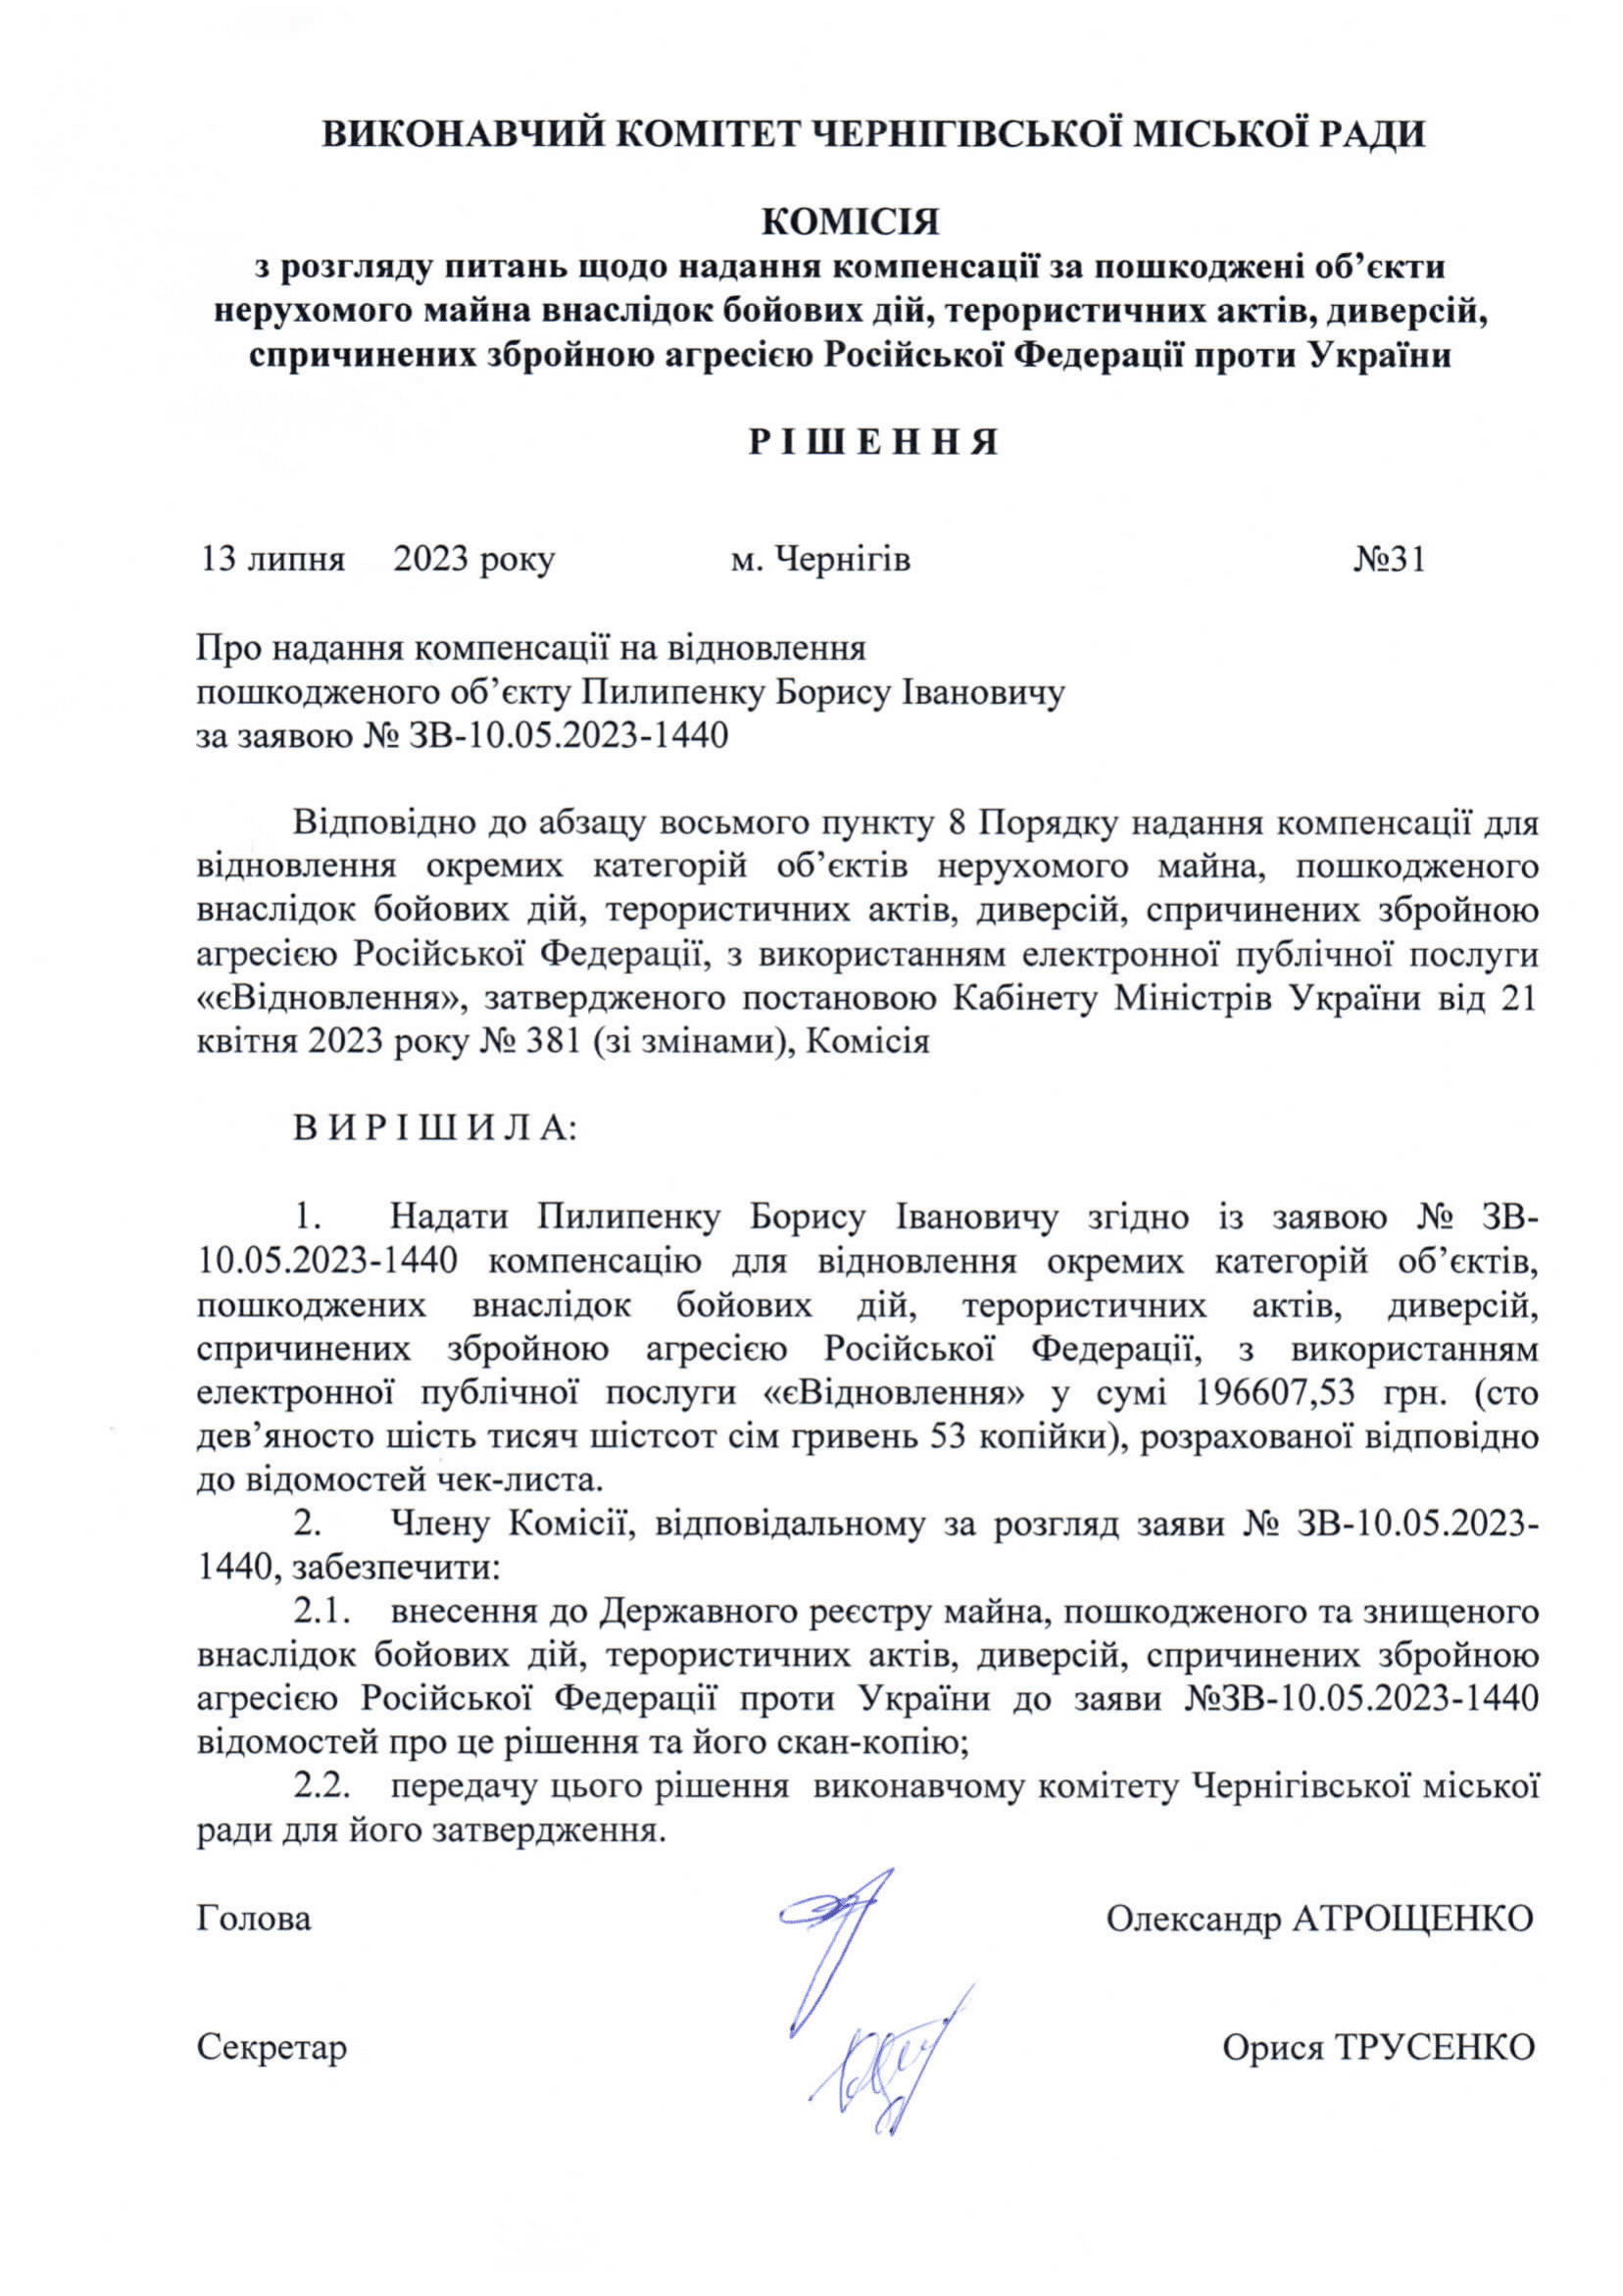 ВИКОНАВЧИЙ КОМІТЕТ ЧЕРНІГІВСЬКОЇ МІСЬКОЇ РАДИ
КОМІСІЯ
з розгляду питань щодо надання компенсації за пошкоджені об’єкти
нерухомого майна внаслідок бойових дій, терористичних актів, диверсій,
спричинених збройною агресією Російської Федерації проти України
Р І Ш Е Н Н Я
13 липня 2023 року м. Чернігів №31
Про надання компенсації на відновлення
пошкодженого об’єкту Пилипенку Борису Івановичу
за заявою № ЗВ-10.05.2023-1440
Відповідно до абзацу восьмого пункту 8 Порядку надання компенсації для
відновлення окремих категорій об’єктів нерухомого майна, пошкодженого
внаслідок бойових дій, терористичних актів, диверсій, спричинених збройною
агресією Російської Федерації, з використанням електронної публічної послуги
«єВідновлення», затвердженого постановою Кабінету Міністрів України від 21
квітня 2023 року № 381 (зі змінами), Комісія
В И Р І Ш И Л А:
1. Надати Пилипенку Борису Івановичу згідно із заявою № ЗВ-
10.05.2023-1440 компенсацію для відновлення окремих категорій об’єктів,
пошкоджених внаслідок бойових дій, терористичних актів, диверсій,
спричинених збройною агресією Російської Федерації, з використанням
електронної публічної послуги «єВідновлення» у сумі 196607,53 грн. (сто
дев’яносто шість тисяч шістсот сім гривень 53 копійки), розрахованої відповідно
до відомостей чек-листа.
2. Члену Комісії, відповідальному за розгляд заяви № ЗВ-10.05.2023-
1440, забезпечити:
2.1. внесення до Державного реєстру майна, пошкодженого та знищеного
внаслідок бойових дій, терористичних актів, диверсій, спричинених збройною
агресією Російської Федерації проти України до заяви №ЗВ-10.05.2023-1440
відомостей про це рішення та його скан-копію;
2.2. передачу цього рішення виконавчому комітету Чернігівської міської
ради для його затвердження.
Голова Олександр АТРОЩЕНКО
Секретар Орися ТРУСЕНКО